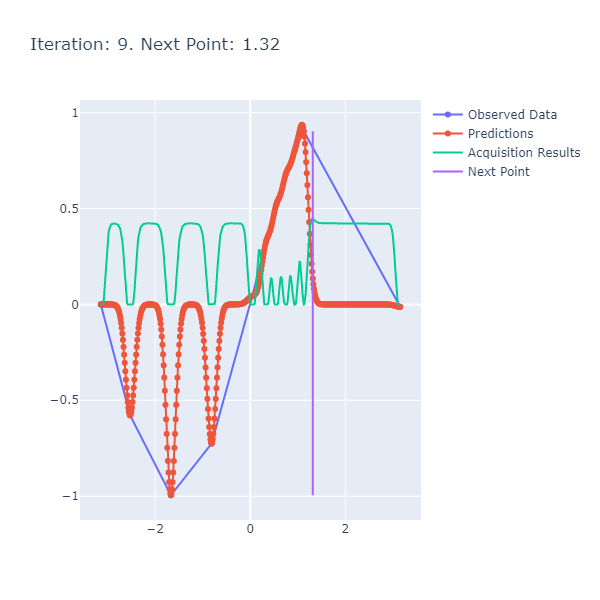 Iteration: 9. Next Point: 1.32
Observed Data
Predictions
Acquisition Results
Next Point
1
0.5
0
−0.5
−1
−2
0
2